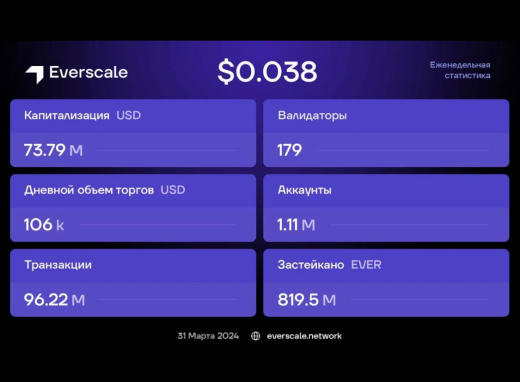 Everscale
$0.038
Еженедельная
статистика
Капитализация USD
73.79 M
Валидаторы
179
Дневной объем торгов USD
106 k
Аккаунты
1.11 M
Транзакции
96.22 M
Застейкано EVER
819.5 M
31 Марта 2024 everscale.network